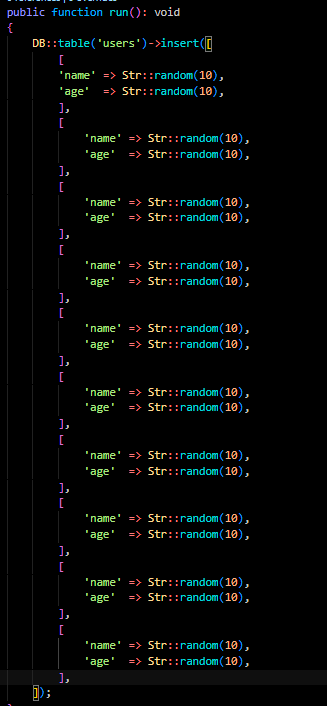 public function run(): void
{
DB::table('users')->insert([
[
'name' => Str::random(10),
'age' => Str::random(10),
],
[
'name' => Str::random(10),
'age' => Str::random(10),
],
[
'name' => Str::random(10),
'age' => Str::random(10),
],
[
'name' => Str::random(10),
'age' => Str::random(10),
],
[
'name' => Str::random(10),
'age' => Str::random(10),
],
[
'name' => Str::random(10),
'age' => Str::random(10),
],
[
'name' => Str::random(10),
'age' => Str::random(10),
],
[
'name' => Str::random(10),
'age' => Str::random(10),
],
[
'name' => Str::random(10),
'age' => Str::random(10),
],
[
'name' => Str::random(10),
'age' => Str::random(10),
],
]);